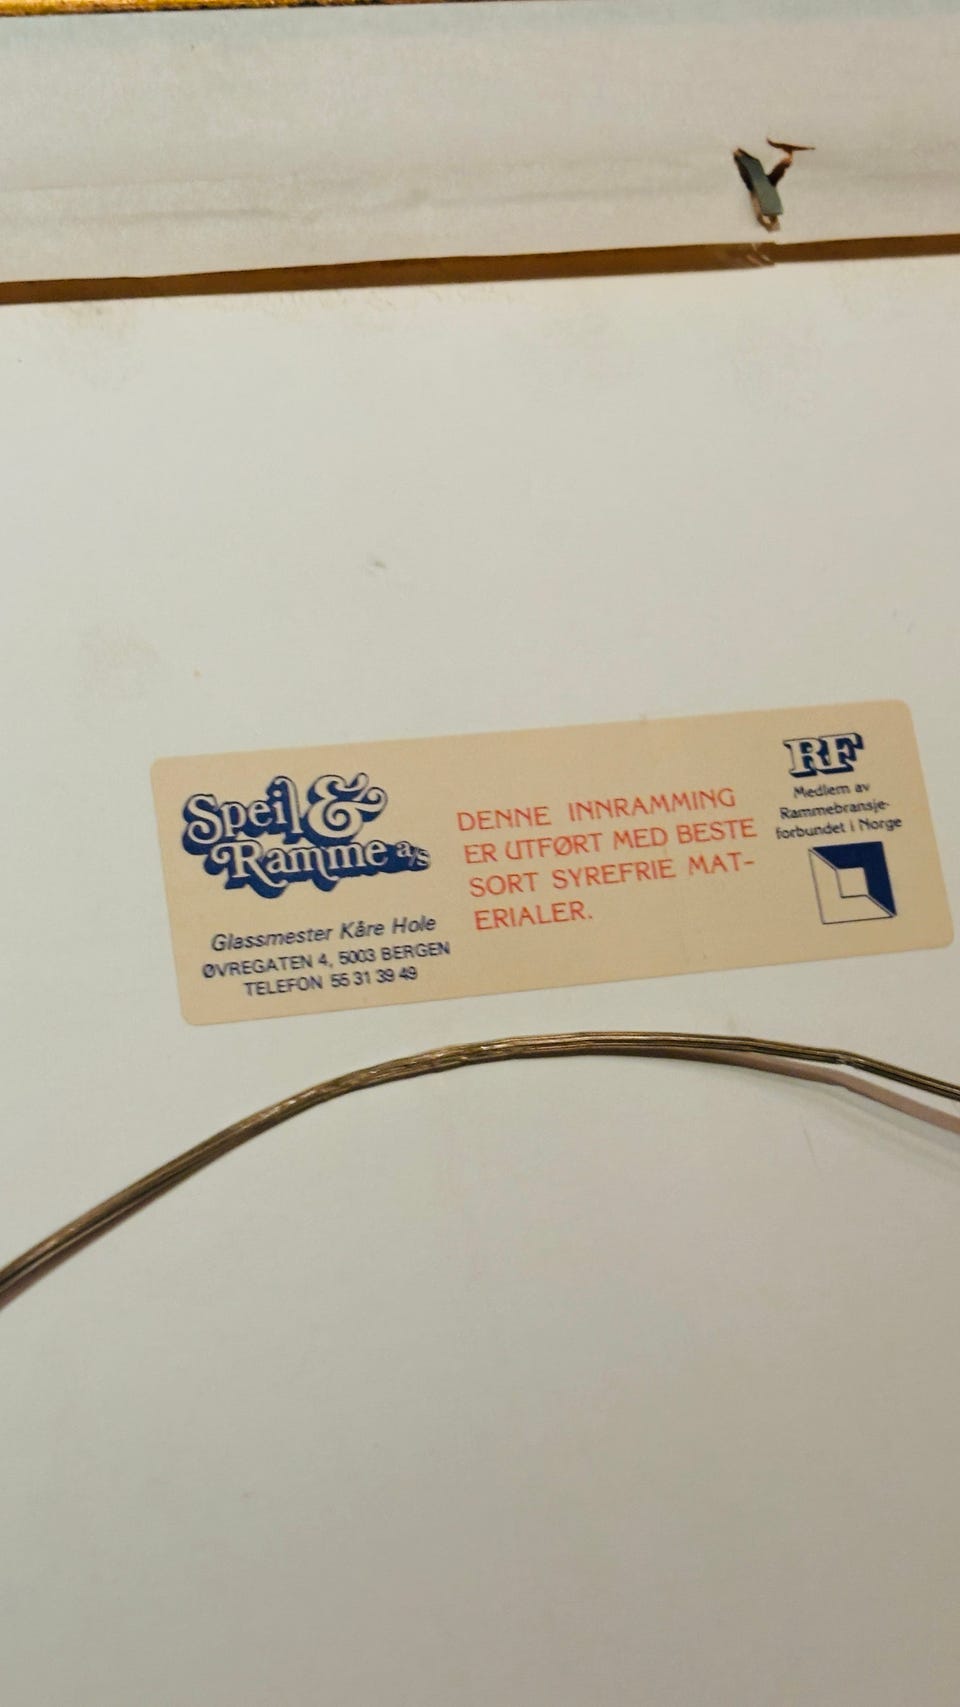 Speil &
Ramme a/s
Glassmester Kåre Hole
ØVREGATEN 4, 5003 BERGEN
TELEFON 55 31 39 49
DENNE INNRAMMING
ER UTFØRT MED BESTE
SORT SYREFRIE MAT-
ERIALER.
RF
Medlem av
Rammebransje-
forbundet i Norge